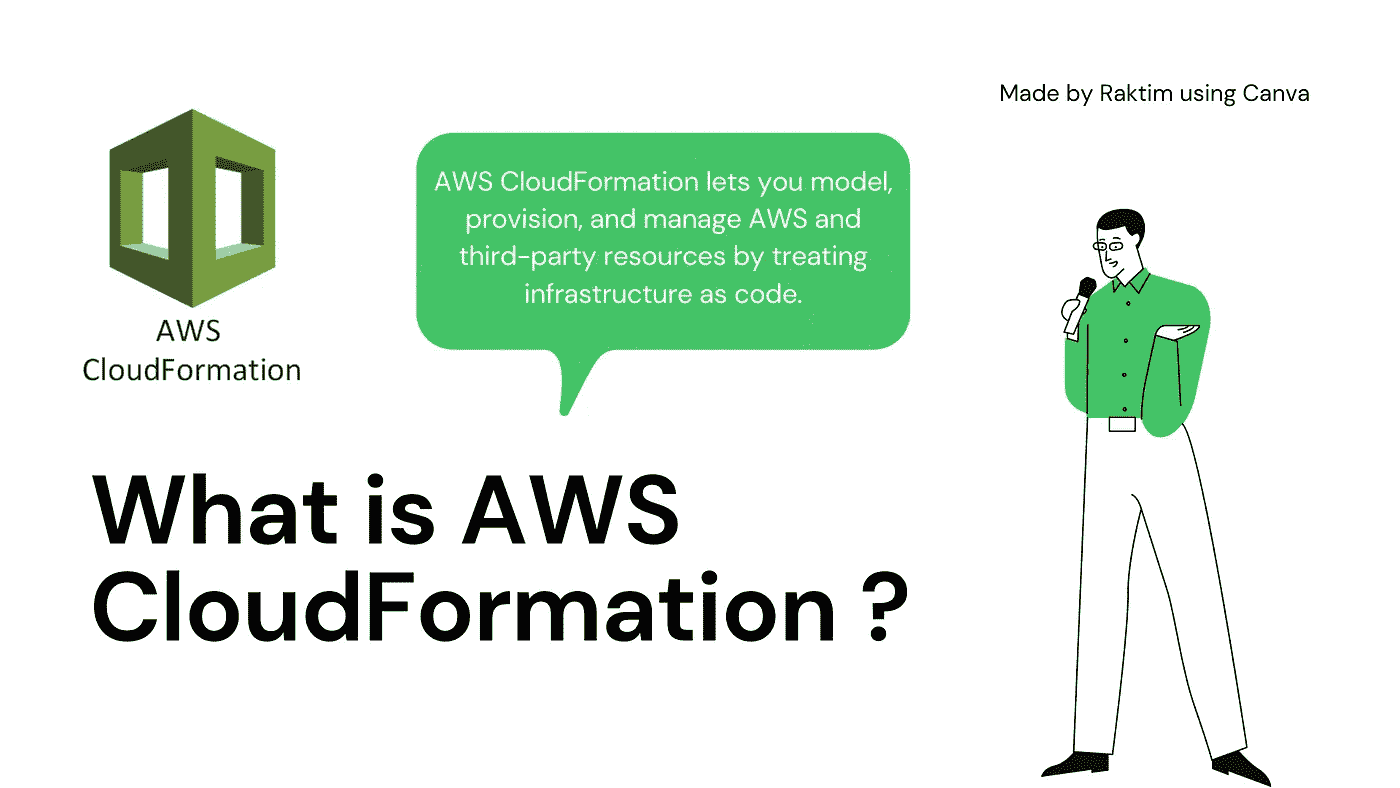 Made by Raktim using Canva
AWS
CloudFormation
AWS CloudFormation lets you model,
provision, and manage AWS and
third-party resources by treating
infrastructure as code.
What is AWS
CloudFormation ?